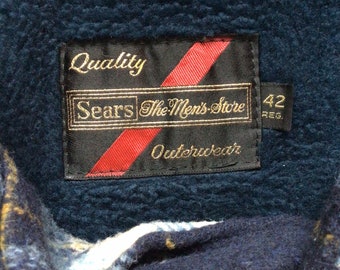 Quality
Sears The Men's Store
Outerwear
42
REG.